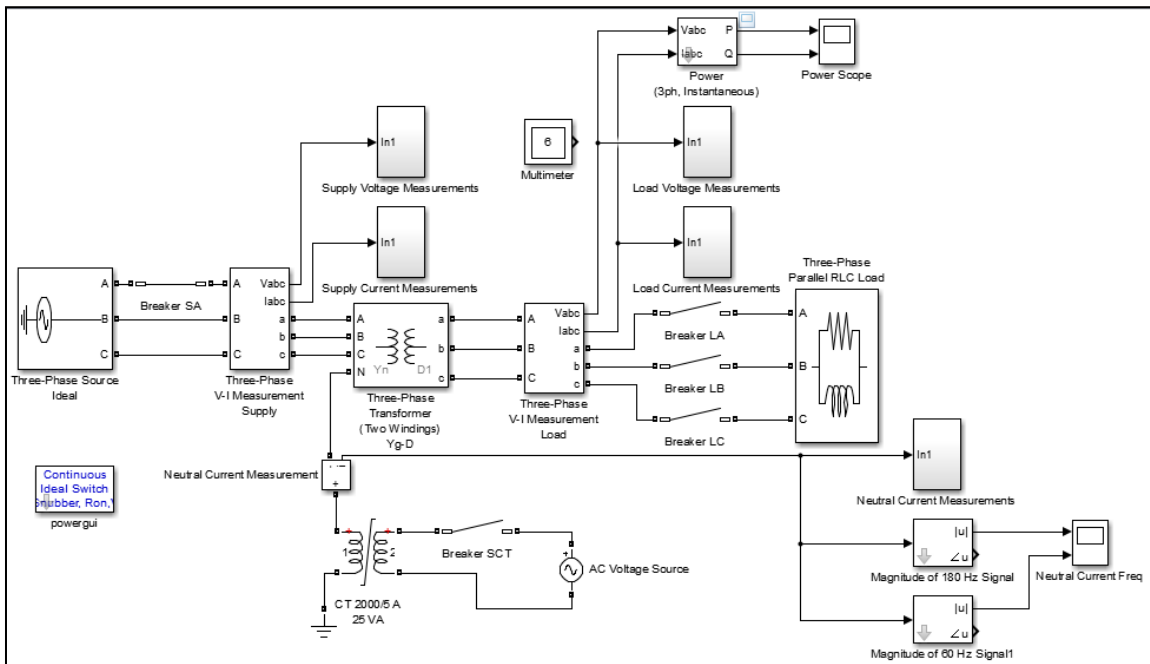 Vabc
P
Iabc
Q
Power
(3ph, Instantaneous)
Power Scope
In1
Supply Voltage Measurements
6
Multimeter
In1
Load Voltage Measurements
In1
Supply Current Measurements
In1
Load Current Measurements
A
B
C
Three-Phase Source
Ideal
Breaker SA
A
B
C
Vabc
Iabc
a
b
c
Three-Phase
V-I Measurement
Supply
A
B
C
N
Yn
D1
a
b
c
Three-Phase
Transformer
(Two Windings)
Yg-D
A
B
C
Vabc
Iabc
a
b
c
Three-Phase
V-I Measurement
Load
Breaker LA
Breaker LB
Breaker LC
Three-Phase
Parallel RLC Load
A
B
C
Continuous
Ideal Switch
powergui
Neutral Current Measurement
+
1
2
CT 2000/5 A
25 VA
Breaker SCT
+
AC Voltage Source
In1
Neutral Current Measurements
|u|
∠u
Magnitude of 180 Hz Signal
Neutral Current Freq
|u|
∠u
Magnitude of 60 Hz Signal1